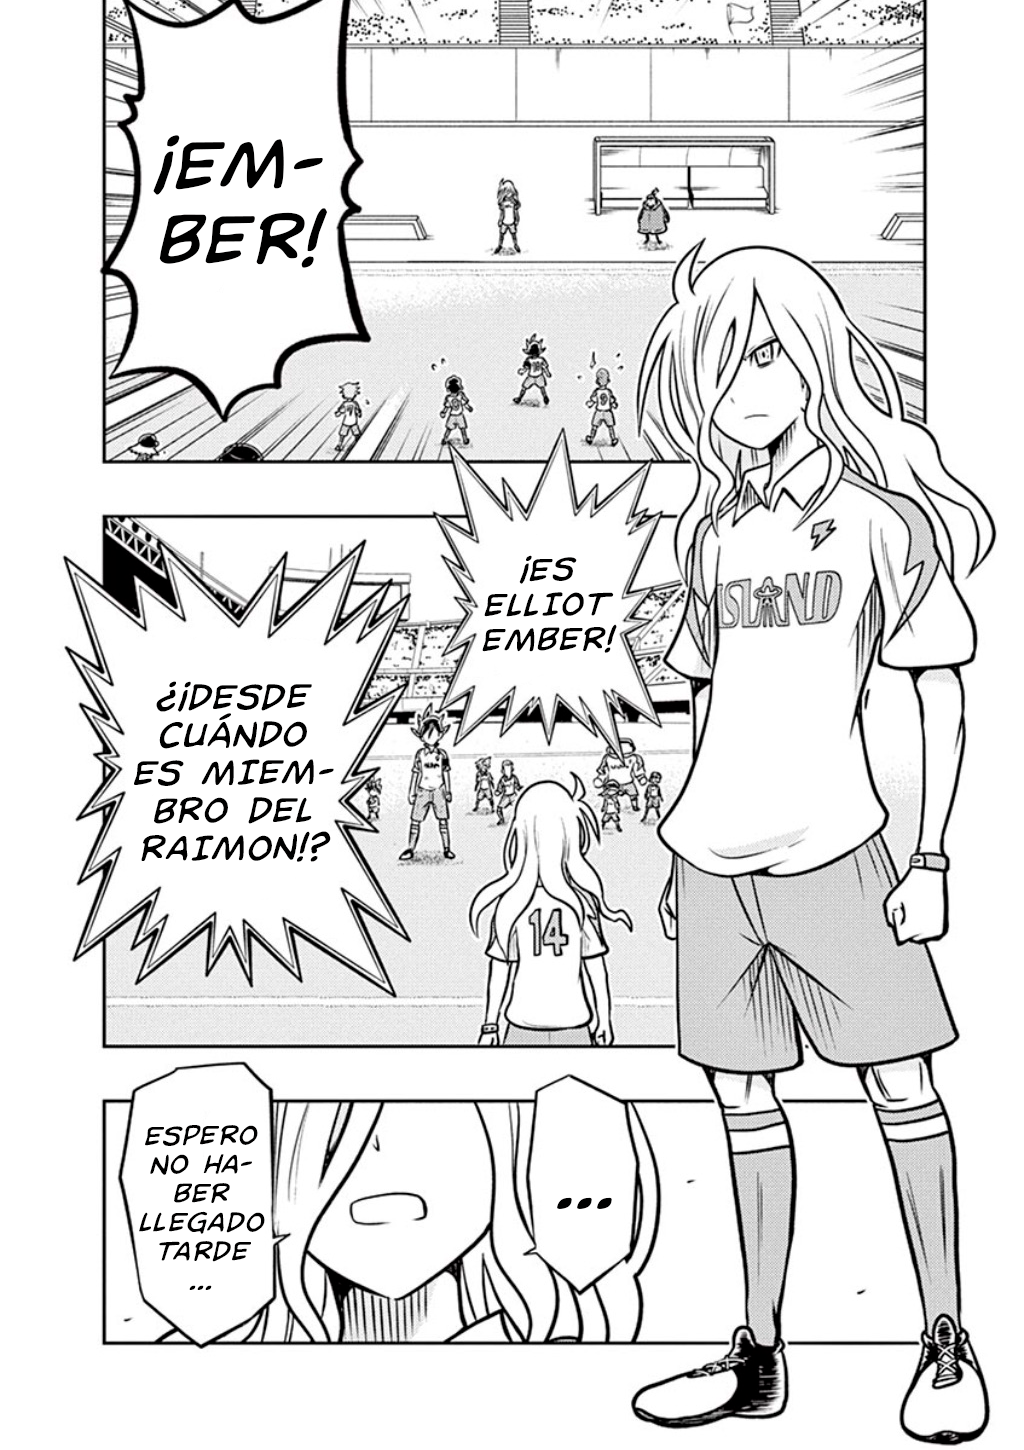 ¡EM-
BER!
¡ES
ELLIOT
EMBER!
¿¡DESDE
CUÁNDO
ES MIEM-
BRO DEL
RAIMON!?
ISLAND
14
...
ESPERO
NO HA-
BER
LLEGADO
TARDE
...